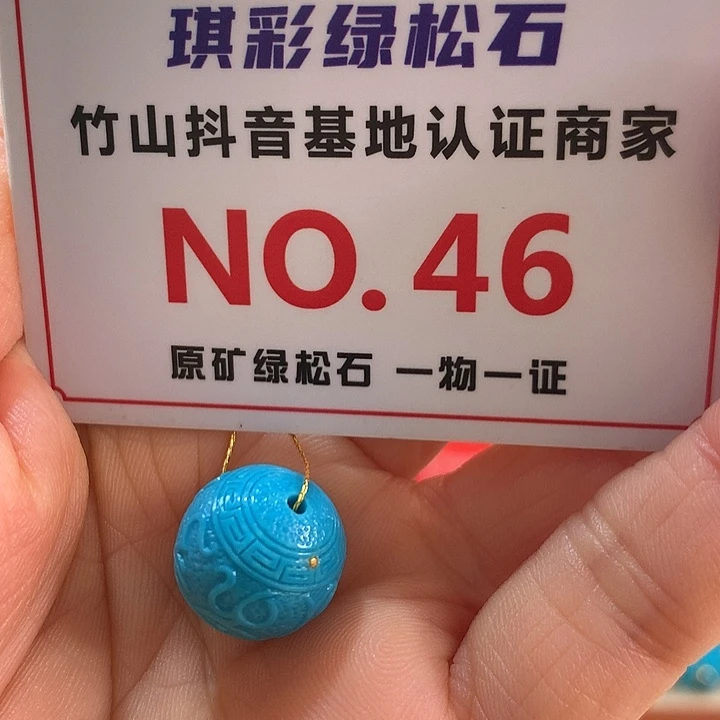 琪彩绿松石
竹山抖音基地认证商家
NO.46
原矿绿松石 一物一证